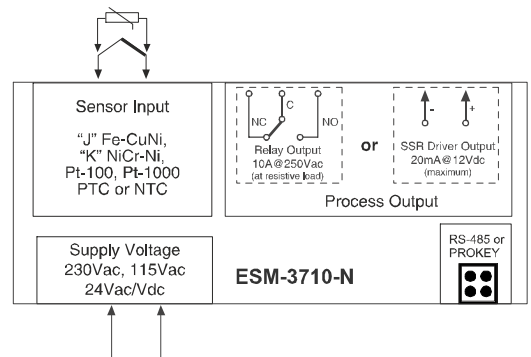 Sensor Input
"J" Fe-CuNi,
"K" NiCr-Ni,
Pt-100, Pt-1000
PTC or NTC
C
NC
NO
Relay Output
10A@250Vac
(at resistive load)
or
- +
SSR Driver Output
20mA@12Vdc
(maximum)
Process Output
Supply Voltage
230Vac, 115Vac
24Vac/Vdc
ESM-3710-N
RS-485 or
PROKEY